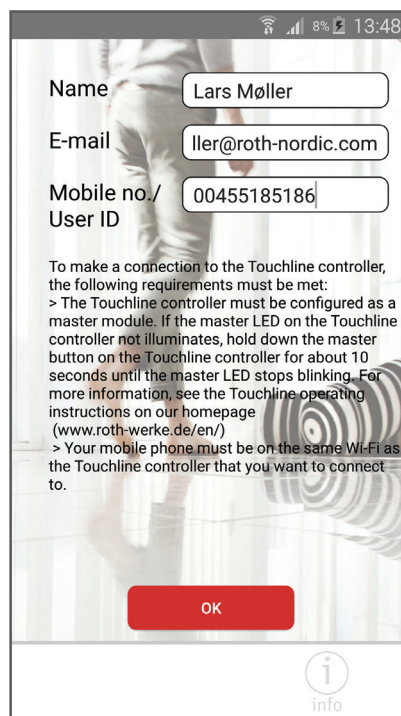 8% 13:48
Name Lars Møller
E-mail ller@roth-nordic.com
Mobile no./ 00455185186
User ID
To make a connection to the Touchline controller,
the following requirements must be met:
> The Touchline controller must be configured as a
master module. If the master LED on the Touchline
controller not illuminates, hold down the master
button on the Touchline controller for about 10
seconds until the master LED stops blinking. For
more information, see the Touchline operating
instructions on our homepage
(www.roth-werke.de/en/)
> Your mobile phone must be on the same Wi-Fi as
the Touchline controller that you want to connect
to.
OK
info